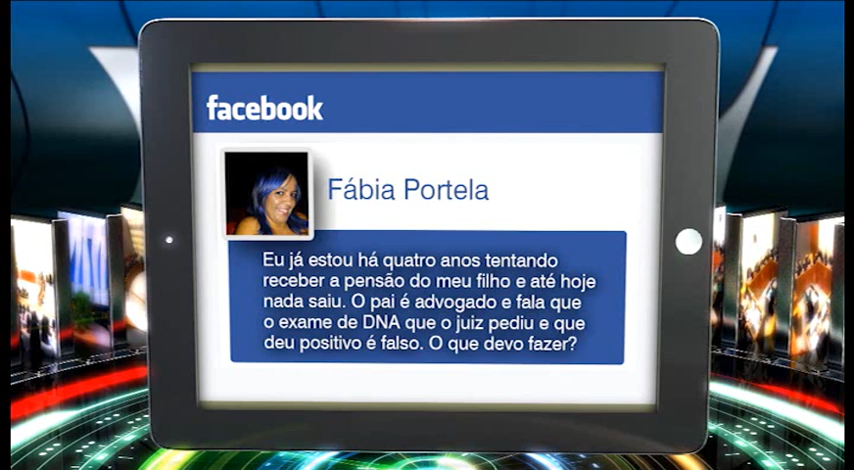 facebook
Fábia Portela
Eu já estou há quatro anos tentando
receber a pensão do meu filho e até hoje
nada saiu. O pai é advogado e fala que
o exame de DNA que o juiz pediu e que
deu positivo é falso. O que devo fazer?